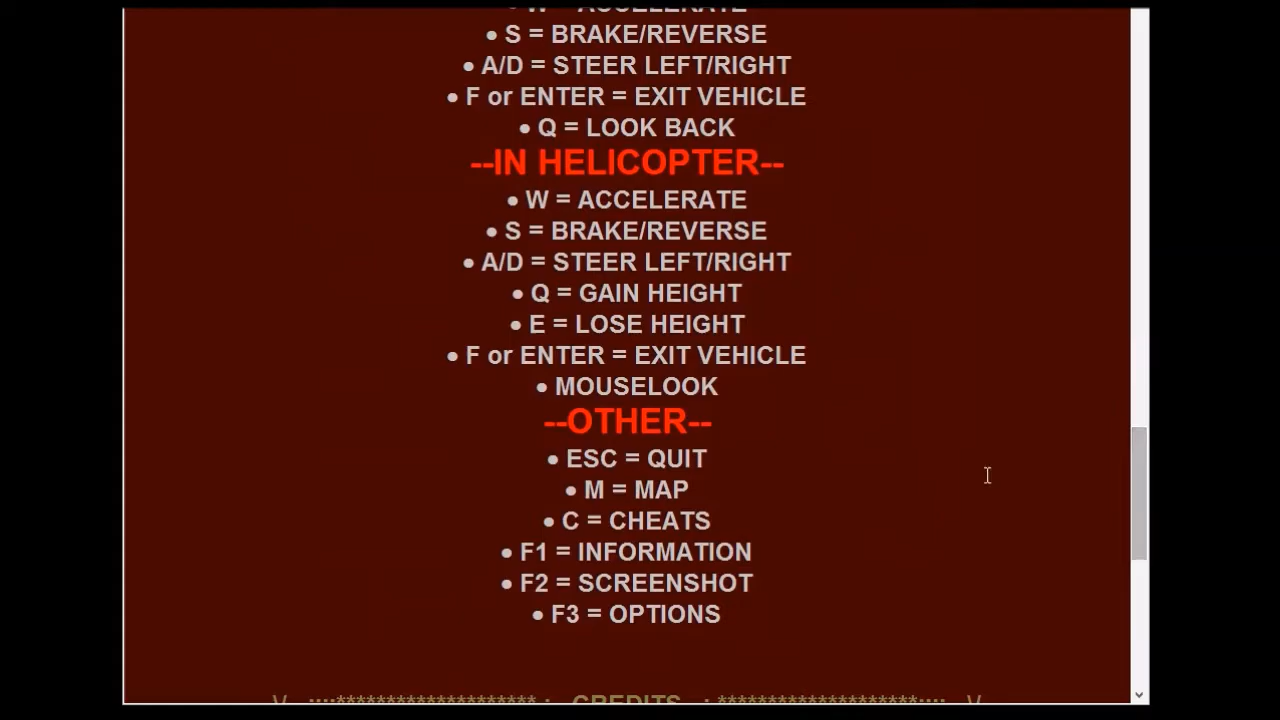 • W = ACCELERATE
• S = BRAKE/REVERSE
• A/D = STEER LEFT/RIGHT
• F or ENTER = EXIT VEHICLE
• Q = LOOK BACK
--IN HELICOPTER--
• W = ACCELERATE
• S = BRAKE/REVERSE
• A/D = STEER LEFT/RIGHT
• Q = GAIN HEIGHT
• E = LOSE HEIGHT
• F or ENTER = EXIT VEHICLE
• MOUSELOOK
--OTHER--
• ESC = QUIT
• M = MAP
• C = CHEATS
• F1 = INFORMATION
• F2 = SCREENSHOT
• F3 = OPTIONS
CREDITS